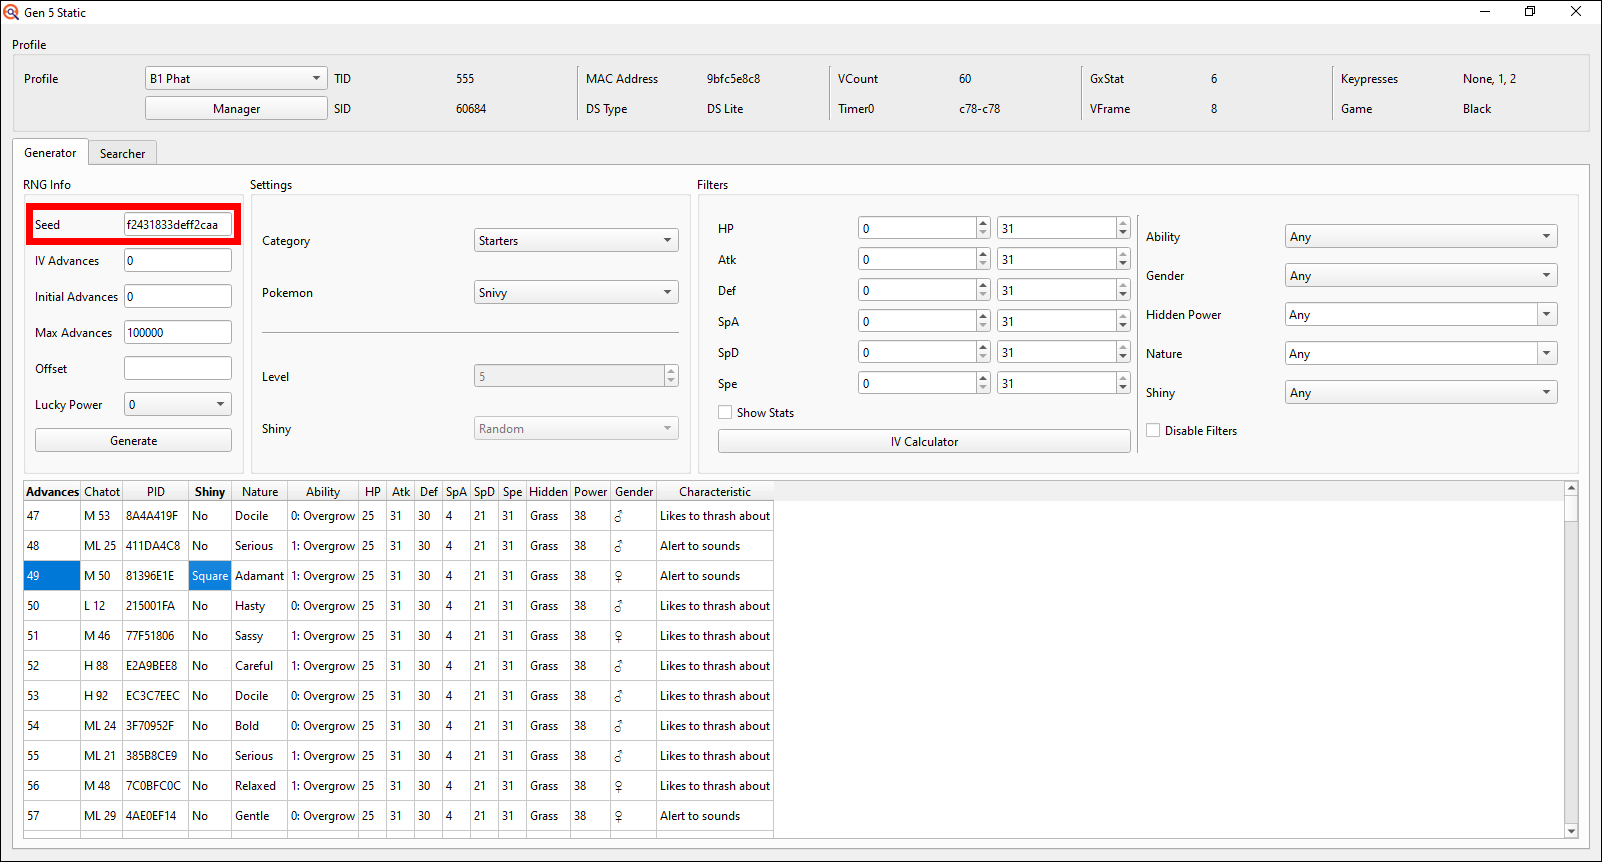 Gen 5 Static
Profile
Profile B1 Phat TID 555 MAC Address 9bfc5e8c8 VCount 60 GxStat 6 Keypresses None, 1, 2
Manager SID 60684 DS Type DS Lite Timer0 c78-c78 VFrame 8 Game Black
Generator Searcher
RNG Info Settings Filters
Seed f2431833deff2caa
IV Advances 0
Initial Advances 0
Max Advances 100000
Offset
Lucky Power 0
Generate
Category Starters
Pokemon Snivy
Level 5
Shiny Random
HP 0 31
Atk 0 31
Def 0 31
SpA 0 31
SpD 0 31
Spe 0 31
Show Stats
IV Calculator
Ability Any
Gender Any
Hidden Power Any
Nature Any
Shiny Any
Disable Filters
Advances Chatot PID Shiny Nature Ability HP Atk Def SpA SpD Spe Hidden Power Gender Characteristic
47 M 53 8A4A419F No Docile 0: Overgrow 25 31 30 4 21 31 Grass 38 ♂ Likes to thrash about
48 ML 25 411DA4C8 No Serious 1: Overgrow 25 31 30 4 21 31 Grass 38 ♂ Alert to sounds
49 M 50 81396E1E Square Adamant 1: Overgrow 25 31 30 4 21 31 Grass 38 ♀ Alert to sounds
50 L 12 215001FA No Hasty 0: Overgrow 25 31 30 4 21 31 Grass 38 ♂ Likes to thrash about
51 M 46 77F51806 No Sassy 1: Overgrow 25 31 30 4 21 31 Grass 38 ♀ Likes to thrash about
52 H 88 E2A9BEE8 No Careful 1: Overgrow 25 31 30 4 21 31 Grass 38 ♂ Likes to thrash about
53 H 92 EC3C7EEC No Docile 0: Overgrow 25 31 30 4 21 31 Grass 38 ♂ Likes to thrash about
54 ML 24 3F70952F No Bold 0: Overgrow 25 31 30 4 21 31 Grass 38 ♂ Likes to thrash about
55 ML 21 385B8CE9 No Serious 1: Overgrow 25 31 30 4 21 31 Grass 38 ♂ Likes to thrash about
56 M 48 7C0BFC0C No Relaxed 1: Overgrow 25 31 30 4 21 31 Grass 38 ♀ Likes to thrash about
57 ML 29 4AE0EF14 No Gentle 0: Overgrow 25 31 30 4 21 31 Grass 38 ♀ Alert to sounds